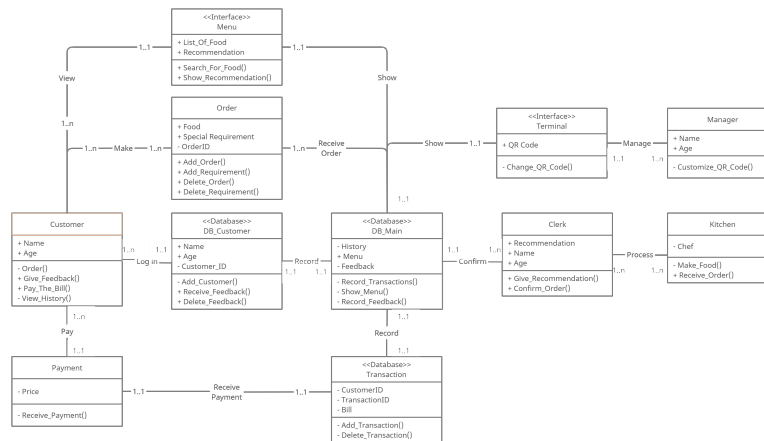 <<Interface>>
Menu
+ List_Of_Food
+ Recommendation
+ Search_For_Food()
+ Show_Recommendation()
1..1
1..1
View
Show
Order
+ Food
+ Special Requirement
- OrderID
+ Add_Order()
+ Add_Requirement()
+ Delete_Order()
+ Delete_Requirement()
1..n
1..n
Make
1..n
1..n
Receive
Order
Show
1..1
<<Interface>>
Terminal
+ QR Code
- Change_QR_Code()
Manage
1..1
1..n
Manager
+ Name
+ Age
- Customize_QR_Code()
1..1
Customer
+ Name
+ Age
- Order()
+ Give_Feedback()
+ Pay_The_Bill()
- View_History()
1..n
1..1
Log in
<<Database>>
DB_Customer
+ Name
+ Age
- Customer_ID
- Add_Customer()
+ Receive_Feedback()
+ Delete_Feedback()
Record
1..1
1..1
<<Database>>
DB_Main
- History
+ Menu
- Feedback
- Record_Transactions()
- Show_Menu()
- Record_Feedback()
1..1
1..n
Confirm
Clerk
+ Recommendation
+ Name
+ Age
+ Give_Recommendation()
+ Confirm_Order()
Process
1..n
1..n
Kitchen
- Chef
- Make_Food()
+ Receive_Order()
1..n
Pay
1..1
1..1
Record
1..1
Payment
- Price
- Receive_Payment()
1..1
Receive
Payment
1..1
<<Database>>
Transaction
- CustomerID
- TransactionID
- Bill
- Add_Transaction()
- Delete_Transaction()